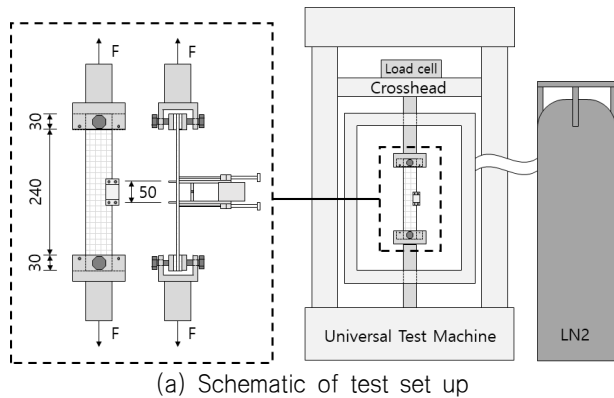 F
F
30
240
30
50
F
F
Load cell
Crosshead
Universal Test Machine
LN2
(a) Schematic of test set up